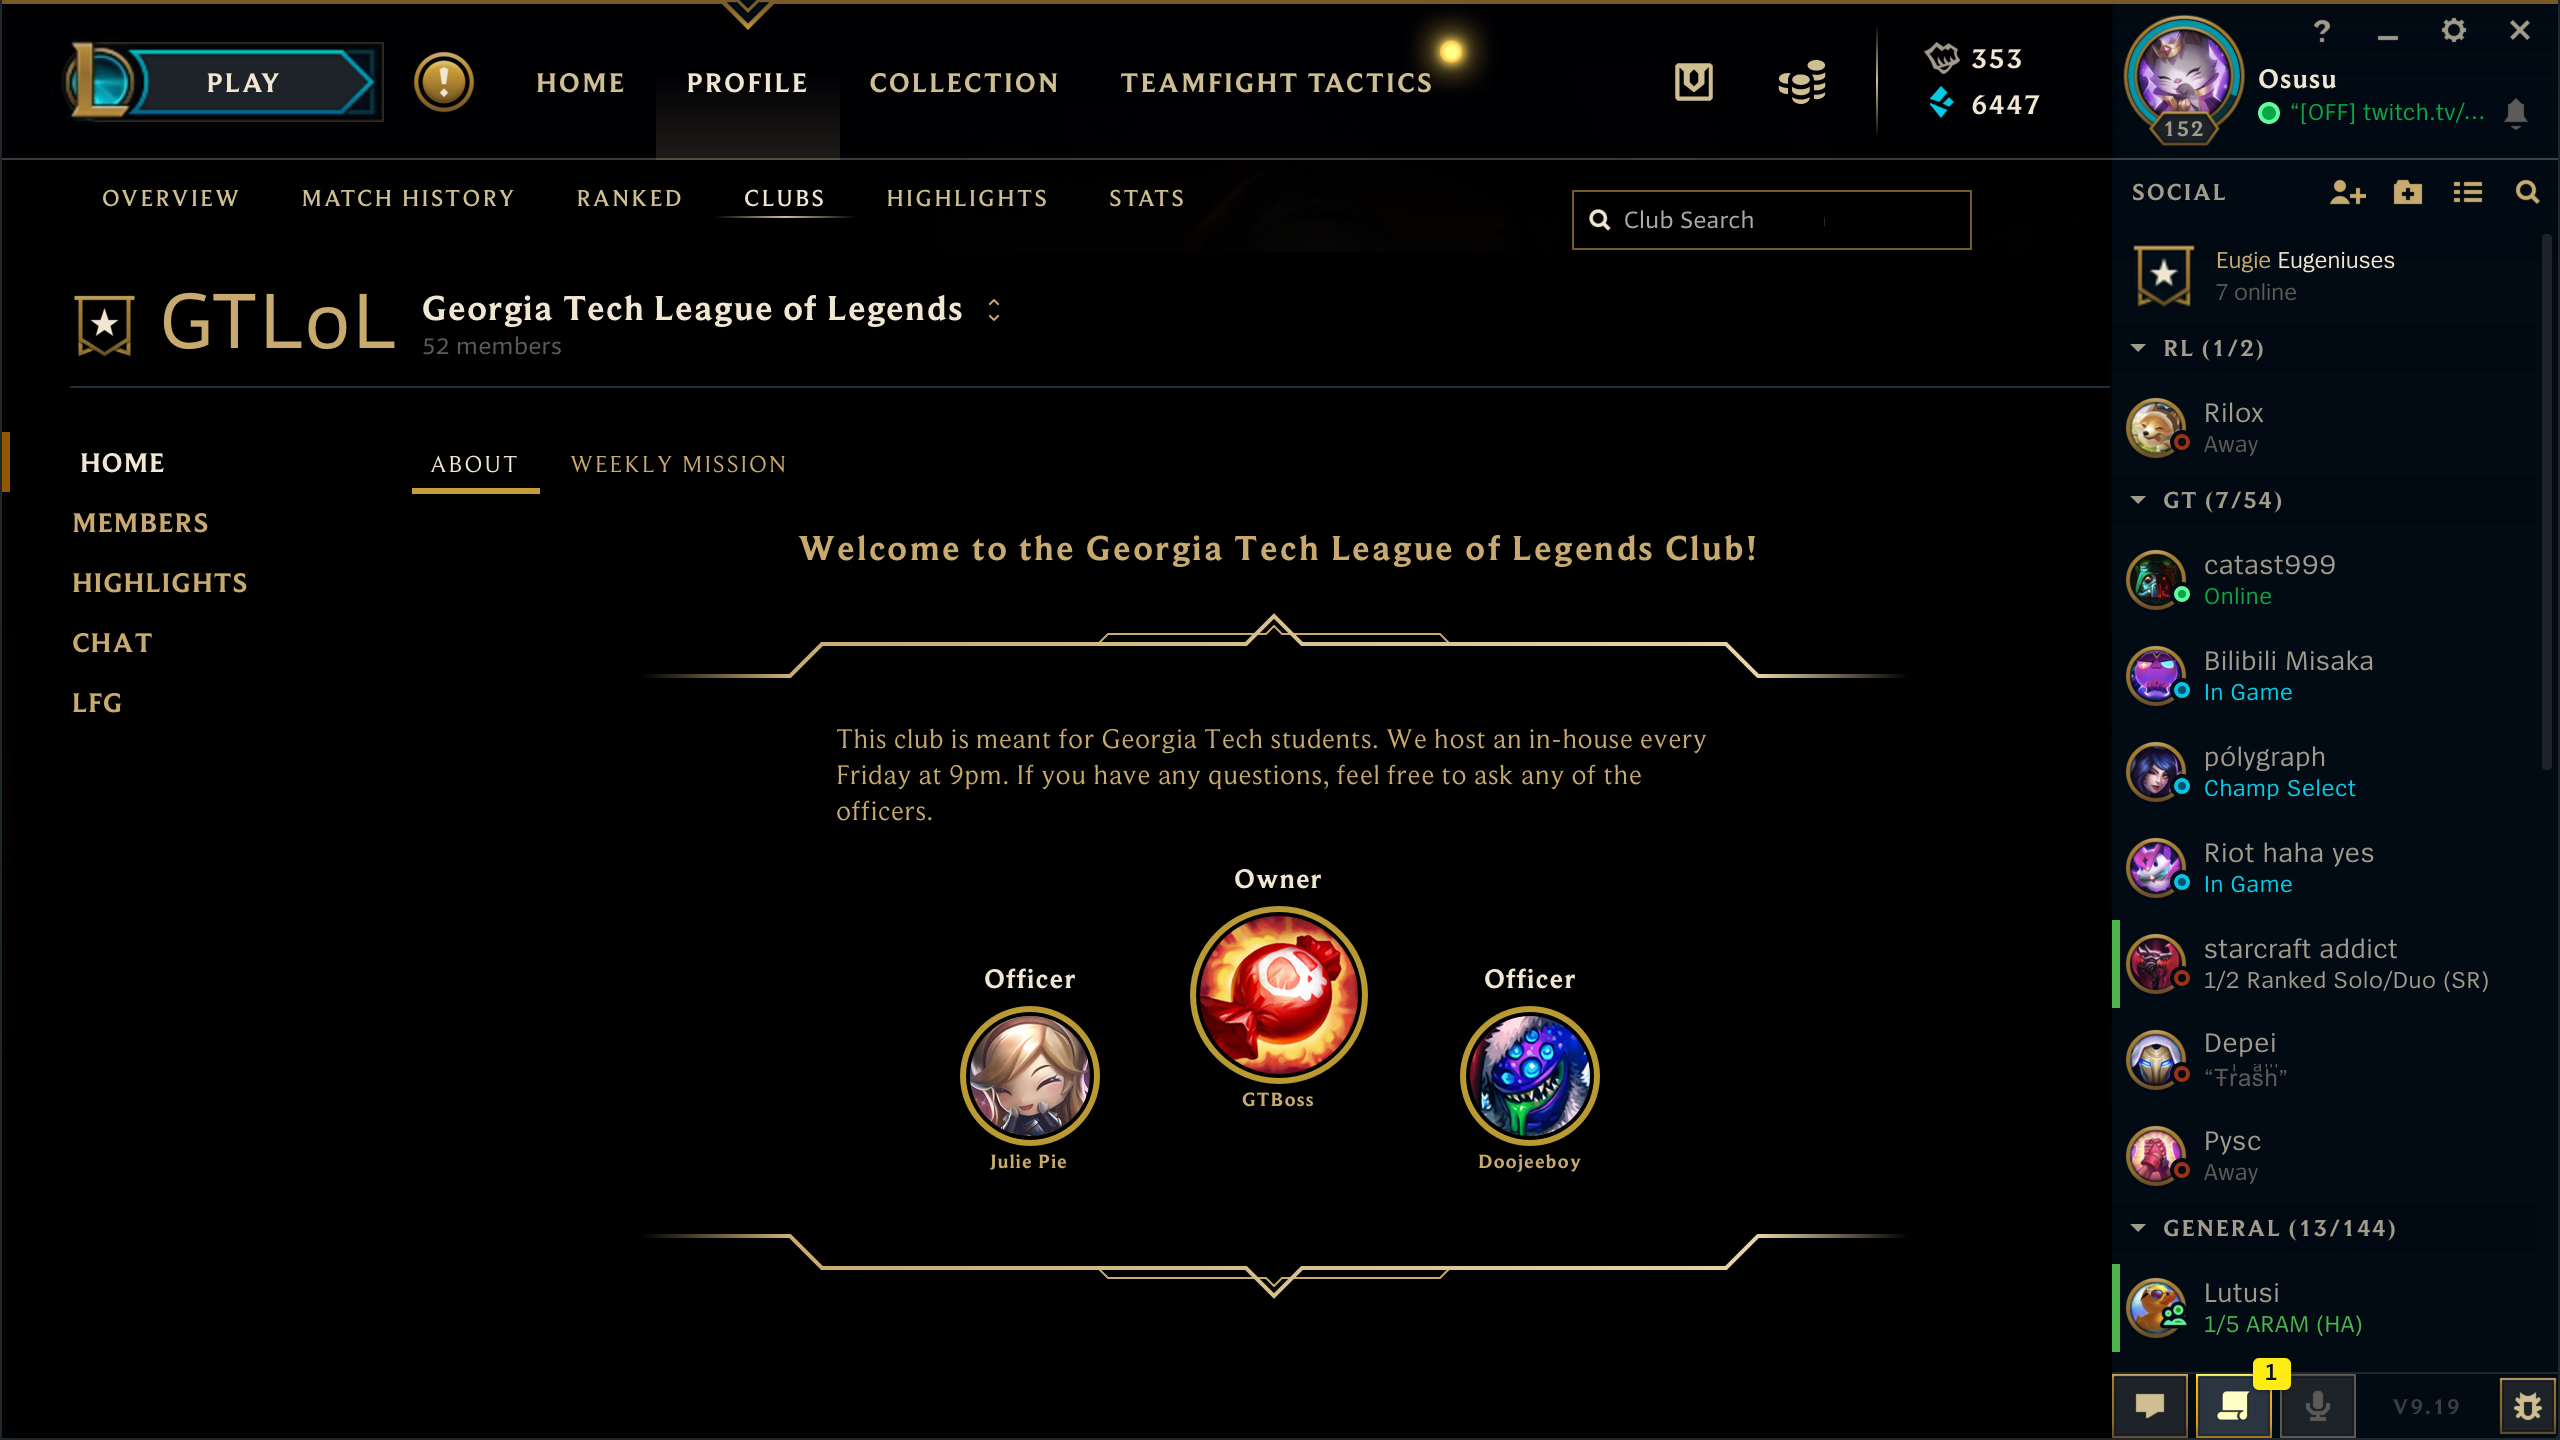 PLAY
HOME
PROFILE
COLLECTION
TEAMFIGHT TACTICS
353
6447
?
Osusu
“[OFF] twitch.tv/...
152
OVERVIEW
MATCH HISTORY
RANKED
CLUBS
HIGHLIGHTS
STATS
Club Search
GTLoL
Georgia Tech League of Legends
52 members
HOME
MEMBERS
HIGHLIGHTS
CHAT
LFG
ABOUT
WEEKLY MISSION
Welcome to the Georgia Tech League of Legends Club!
This club is meant for Georgia Tech students. We host an in-house every
Friday at 9pm. If you have any questions, feel free to ask any of the
officers.
Owner
GTBoss
Officer
Julie Pie
Officer
Doojeeboy
SOCIAL
Eugie Eugeniuses
7 online
RL (1/2)
Rilox
Away
GT (7/54)
catast999
Online
Bilibili Misaka
In Game
pólygraph
Champ Select
Riot haha yes
In Game
starcraft addict
1/2 Ranked Solo/Duo (SR)
Depei
Pysc
Away
GENERAL (13/144)
Lutusi
1/5 ARAM (HA)
1
V9.19